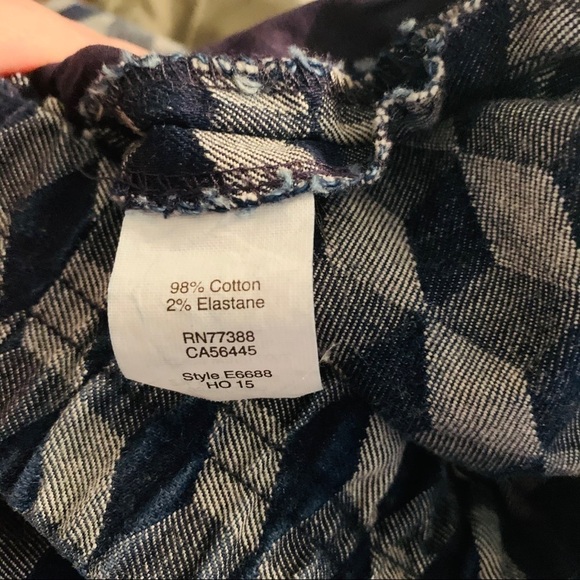 98% Cotton
2% Elastane
RN77388
CA56445
Style E6688
HO 15